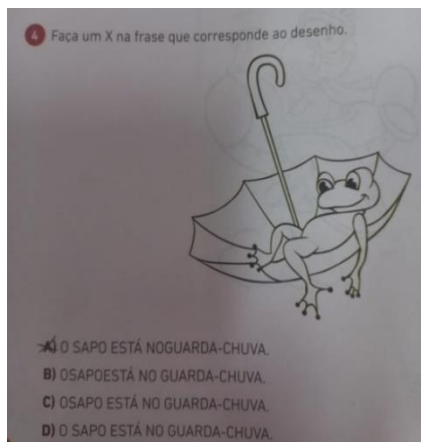 4 Faça um X na frase que corresponde ao desenho.
A) O SAPO ESTÁ NOGUARDA-CHUVA.
B) OSAPOESTÁ NO GUARDA-CHUVA.
C) OSAPO ESTÁ NO GUARDA-CHUVA.
D) O SAPO ESTÁ NO GUARDA-CHUVA.